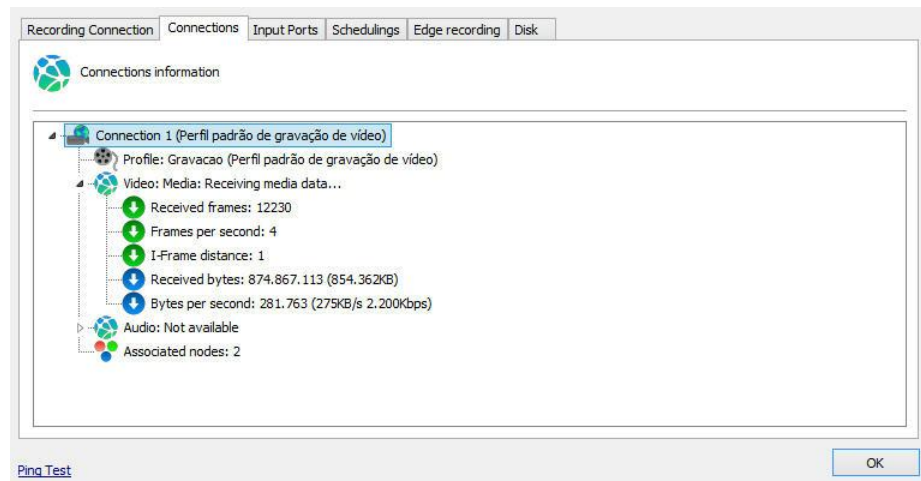 Recording Connection Connections Input Ports Schedulings Edge recording Disk
Connections information
Connection 1 (Perfil padrão de gravação de vídeo)
Profile: Gravacao (Perfil padrão de gravação de vídeo)
Video: Media: Receiving media data...
Received frames: 12230
Frames per second: 4
I-Frame distance: 1
Received bytes: 874.867.113 (854.362KB)
Bytes per second: 281.763 (275KB/s 2.200Kbps)
Audio: Not available
Associated nodes: 2
Ping Test
OK